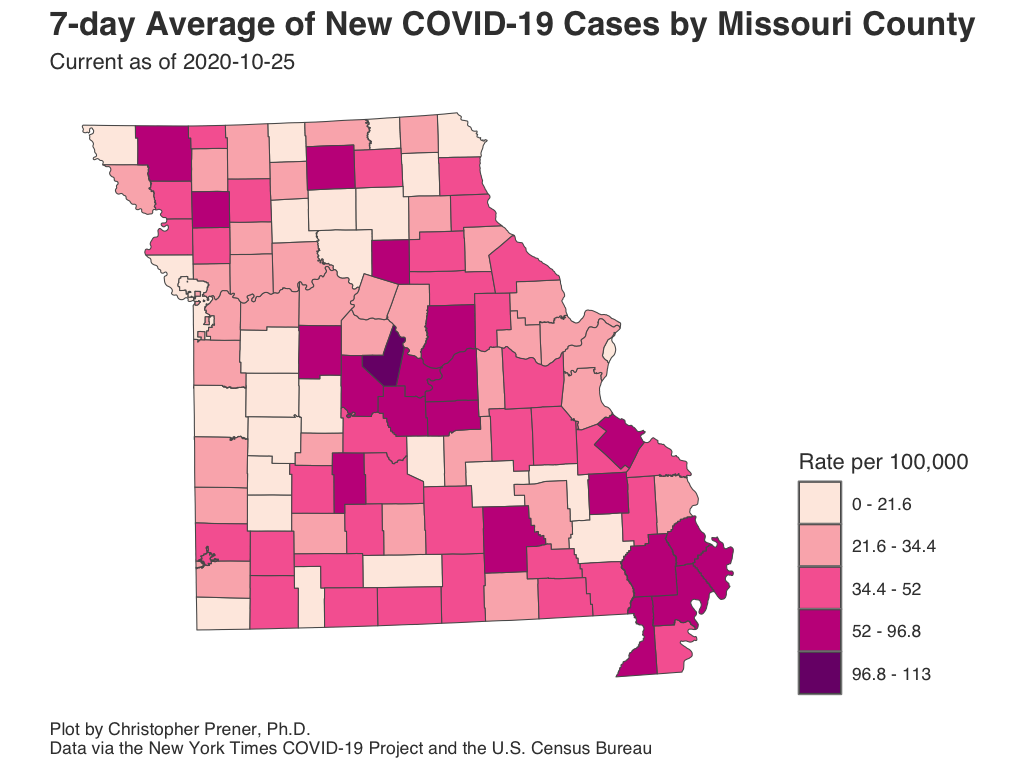 7-day Average of New COVID-19 Cases by Missouri County
Current as of 2020-10-25
Rate per 100,000
0 - 21.6
21.6 - 34.4
34.4 - 52
52 - 96.8
96.8 - 113
Plot by Christopher Prener, Ph.D.
Data via the New York Times COVID-19 Project and the U.S. Census Bureau